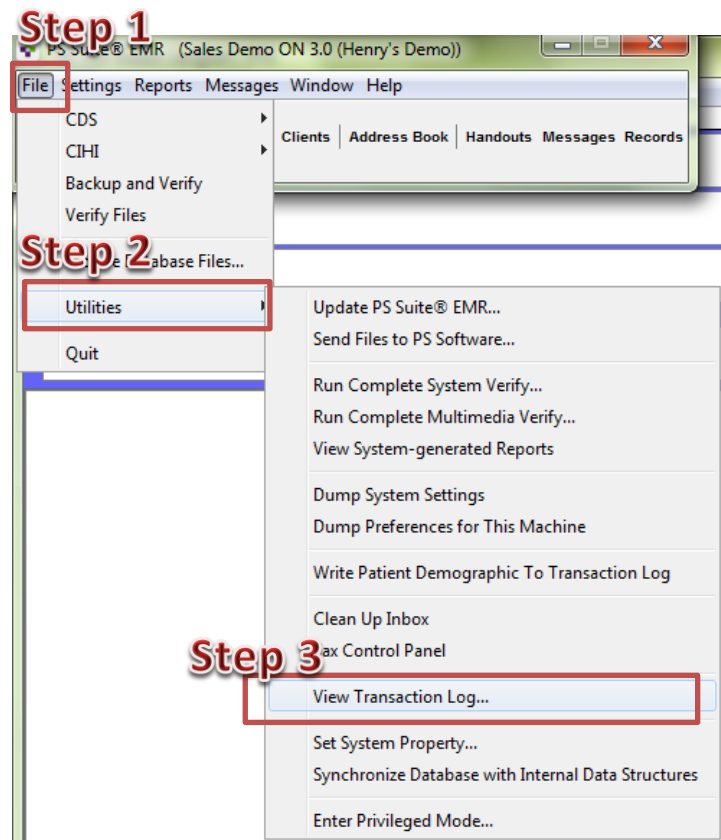 Step 1
PS Suite® EMR (Sales Demo ON 3.0 (Henry's Demo))
File Settings Reports Messages Window Help
CDS
Clients Address Book Handouts Messages Records
CIHI
Backup and Verify
Verify Files
Step 2
Database Files...
Utilities
Quit
Update PS Suite® EMR...
Send Files to PS Software...
Run Complete System Verify...
Run Complete Multimedia Verify...
View System-generated Reports
Dump System Settings
Dump Preferences for This Machine
Write Patient Demographic To Transaction Log
Clean Up Inbox
Step 3
Control Panel
View Transaction Log...
Set System Property...
Synchronize Database with Internal Data Structures
Enter Privileged Mode...